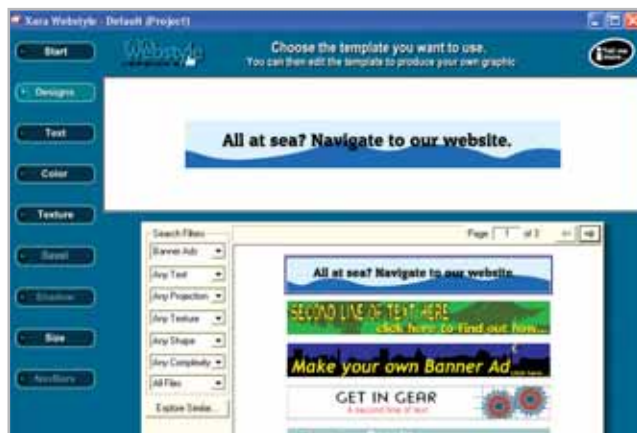 Xara Webstyle - Default (Project)
Start
Webstyle
Choose the template you want to use.
You can then edit the template to produce your own graphic
Designs
Text
Color
Texture
Bevel
Shadow
Size
Ancillary
All at sea? Navigate to our website.
Search Filters
Banner Ads
Any Text
Any Projection
Any Texture
Any Shape
Any Complexity
All Files
Explore Similar...
Page 1 of 3
All at sea? Navigate to our website
SECOND LINE OF TEXT HERE
click here to find out how...
Make your own Banner Ad
GET IN GEAR
A second line of text